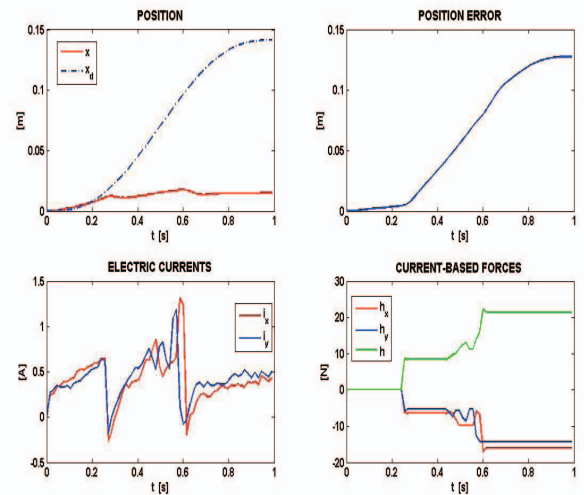 POSITION
0.15
0.1
0.05
0
[m]
x
x_d
0 0.2 0.4 0.6 0.8 1
t [s]
POSITION ERROR
0.15
0.1
0.05
0
[m]
0 0.2 0.4 0.6 0.8 1
t [s]
ELECTRIC CURRENTS
1.5
1
0.5
0
-0.5
[A]
i_x
i_y
0 0.2 0.4 0.6 0.8 1
t [s]
CURRENT-BASED FORCES
30
20
10
0
-10
-20
[N]
h_x
h_y
h
0 0.2 0.4 0.6 0.8 1
t [s]